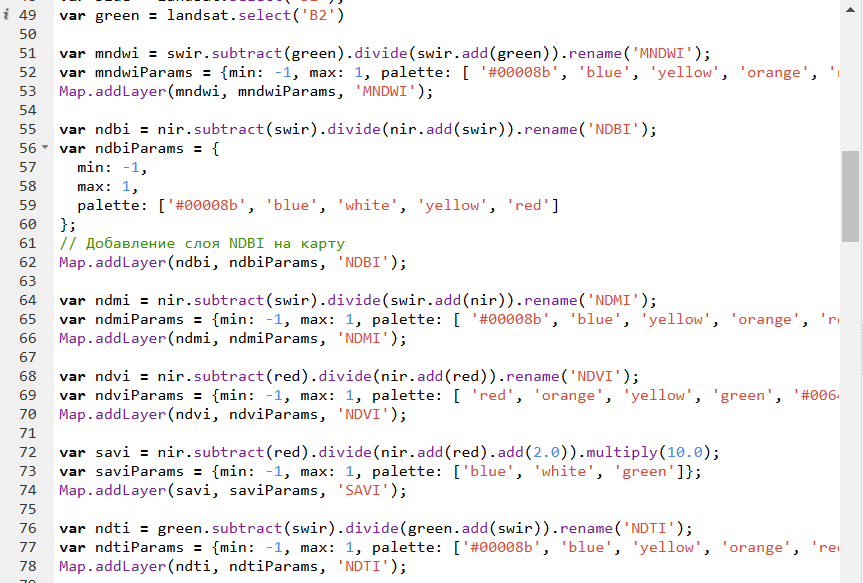 49 var green = landsat.select('B2')
50
51 var mndwi = swir.subtract(green).divide(swir.add(green)).rename('MNDWI');
52 var mndwiParams = {min: -1, max: 1, palette: [ '#00008b', 'blue', 'yellow', 'orange',
53 Map.addLayer(mndwi, mndwiParams, 'MNDWI');
54
55 var ndbi = nir.subtract(swir).divide(nir.add(swir)).rename('NDBI');
56 var ndbiParams = {
57 min: -1,
58 max: 1,
59 palette: ['#00008b', 'blue', 'white', 'yellow', 'red']
60 };
61 // Добавление слоя NDBI на карту
62 Map.addLayer(ndbi, ndbiParams, 'NDBI');
63
64 var ndmi = nir.subtract(swir).divide(swir.add(nir)).rename('NDMI');
65 var ndmiParams = {min: -1, max: 1, palette: [ '#00008b', 'blue', 'yellow', 'orange',
66 Map.addLayer(ndmi, ndmiParams, 'NDMI');
67
68 var ndvi = nir.subtract(red).divide(nir.add(red)).rename('NDVI');
69 var ndviParams = {min: -1, max: 1, palette: [ 'red', 'orange', 'yellow', 'green', '#006
70 Map.addLayer(ndvi, ndviParams, 'NDVI');
71
72 var savi = nir.subtract(red).divide(nir.add(red).add(2.0)).multiply(10.0);
73 var saviParams = {min: -1, max: 1, palette: ['blue', 'white', 'green']};
74 Map.addLayer(savi, saviParams, 'SAVI');
75
76 var ndti = green.subtract(swir).divide(green.add(swir)).rename('NDTI');
77 var ndtiParams = {min: -1, max: 1, palette: ['#00008b', 'blue', 'yellow', 'orange', 're
78 Map.addLayer(ndti, ndtiParams, 'NDTI');